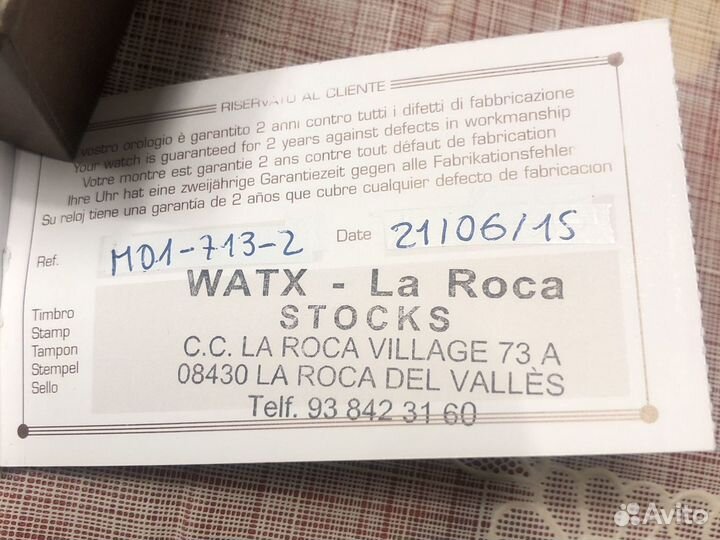 RISERVATO AL CLIENTE
vostro orologio è garantito 2 anni contro tutti i difetti di fabbricazione
Your watch is guaranteed for 2 years against defects in workmanship
Votre montre est garantie 2 ans contre tout défaut de fabrication
Ihre Uhr hat eine zweijährige Garantiezeit gegen alle Fabrikationsfehler
Su reloj tiene una garantía de 2 años que cubre cualquier defecto de fabricación
Ref. M01-713-2 Date 21/06/15
WATX - La Roca
STOCKS
C.C. LA ROCA VILLAGE 73 A
08430 LA ROCA DEL VALLÈS
Telf. 93 842 31 60
Timbro
Stamp
Tampon
Stempel
Sello
Avito